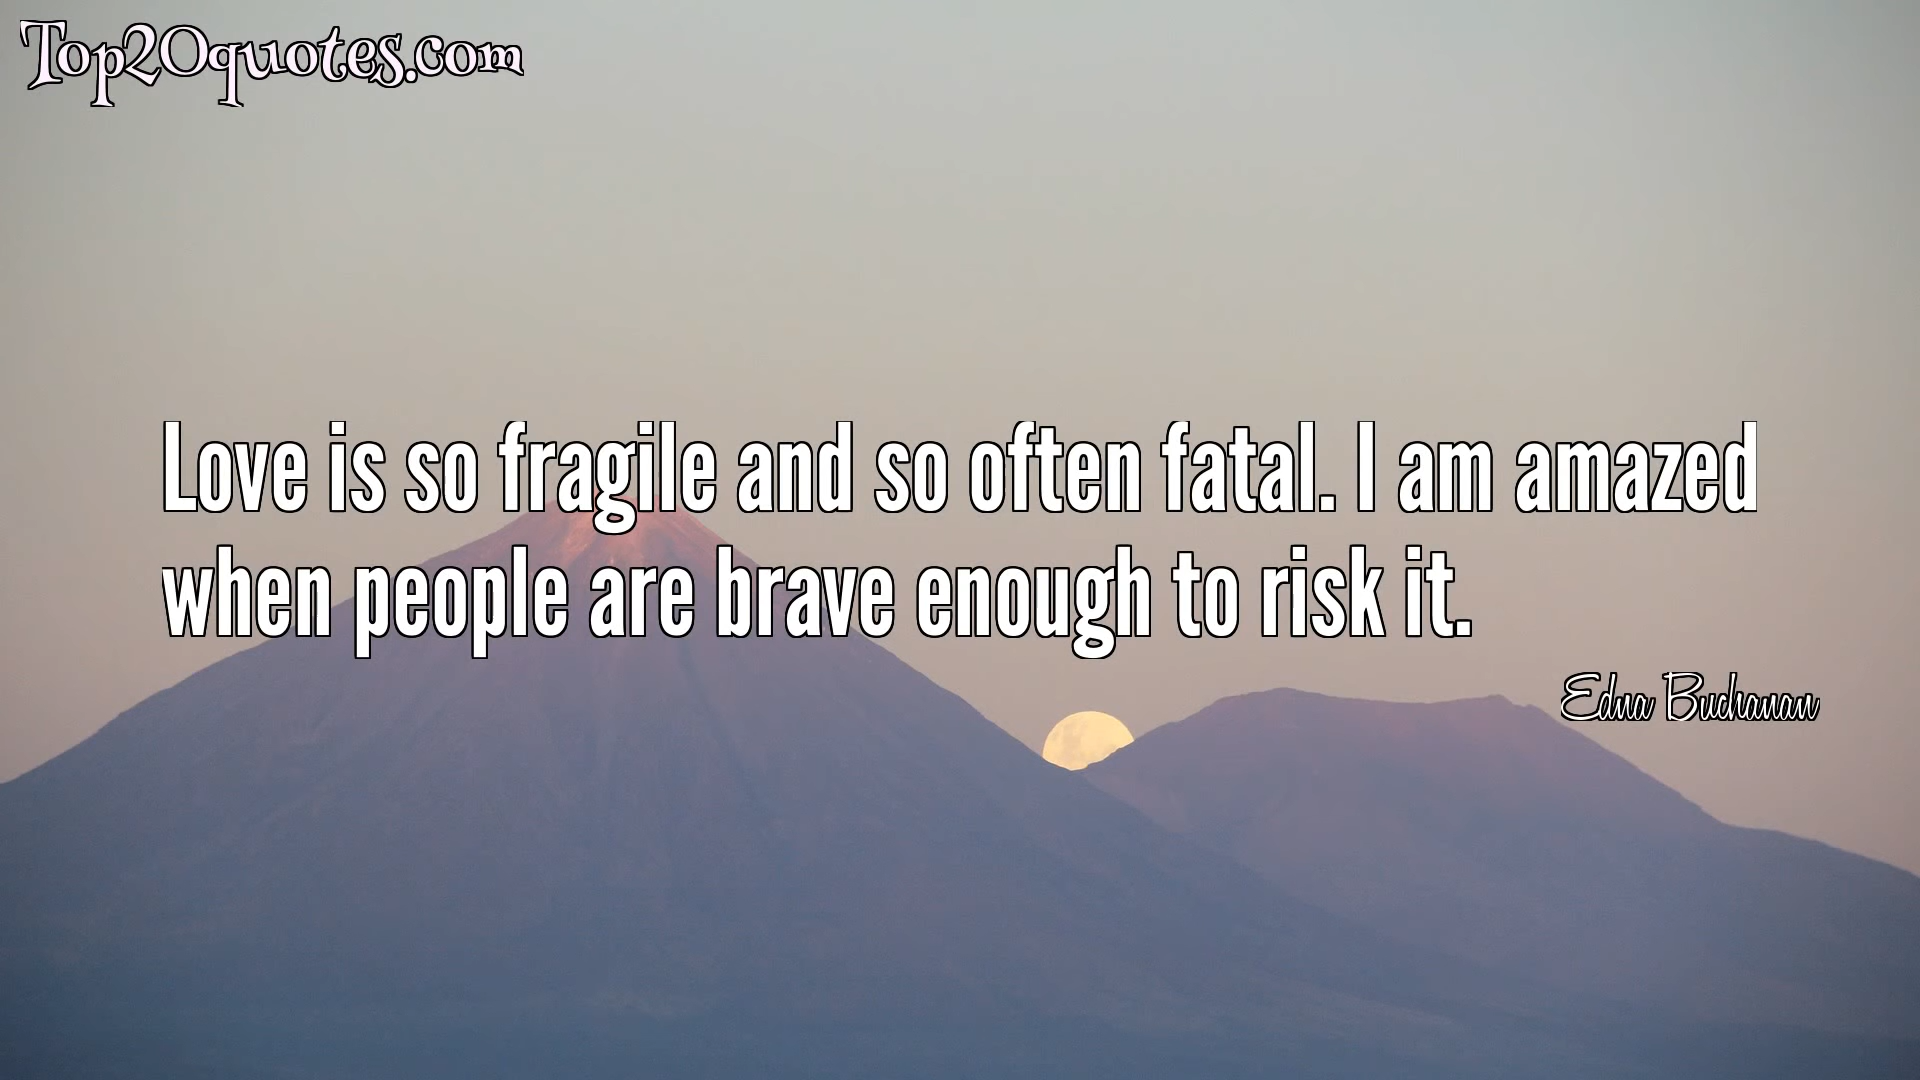 Top20quotes.com
Love is so fragile and so often fatal. I am amazed
when people are brave enough to risk it.
Edna Buchanan